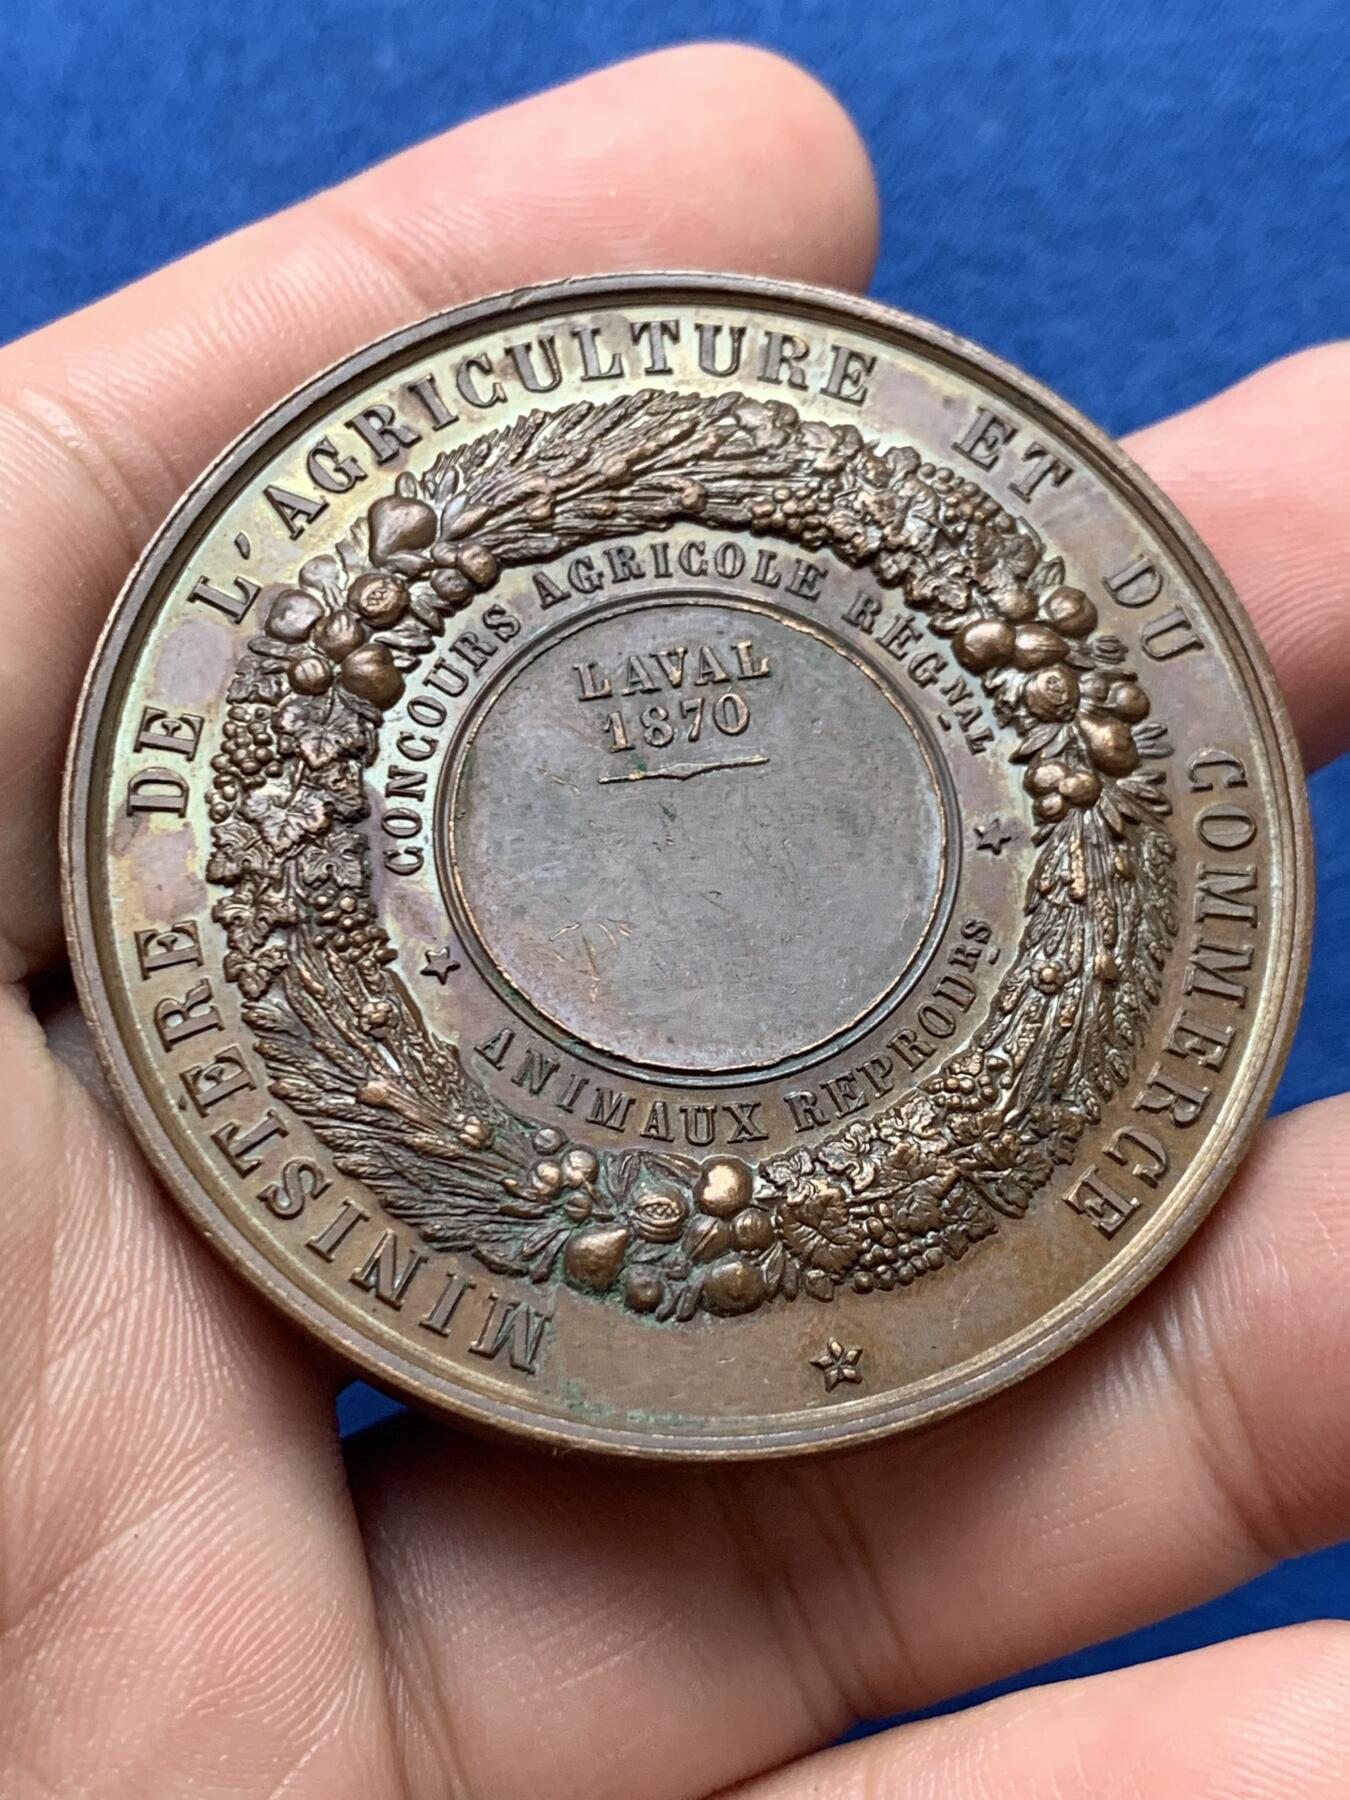 MINISTÈRE DE L'AGRICULTURE ET DU COMMERCE
CONCOURS AGRICOLE RÉGNAL
ANIMAUX REPRODRS
LAVAL
1870